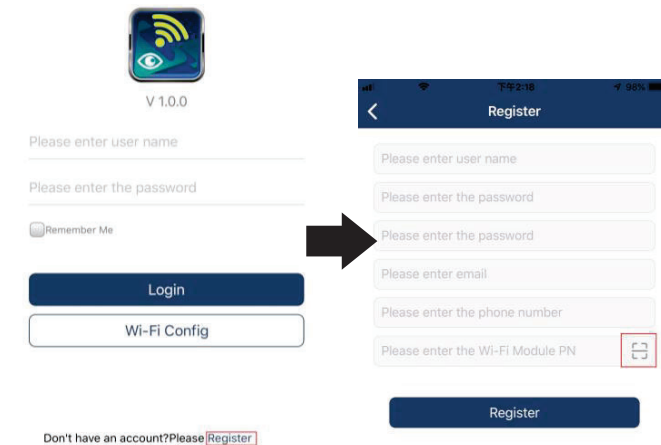 V 1.0.0
Please enter user name
Please enter the password
Remember Me
Login
Wi-Fi Config
Don't have an account?Please Register
下午2:18
98%
Register
Please enter user name
Please enter the password
Please enter the password
Please enter email
Please enter the phone number
Please enter the Wi-Fi Module PN
Register